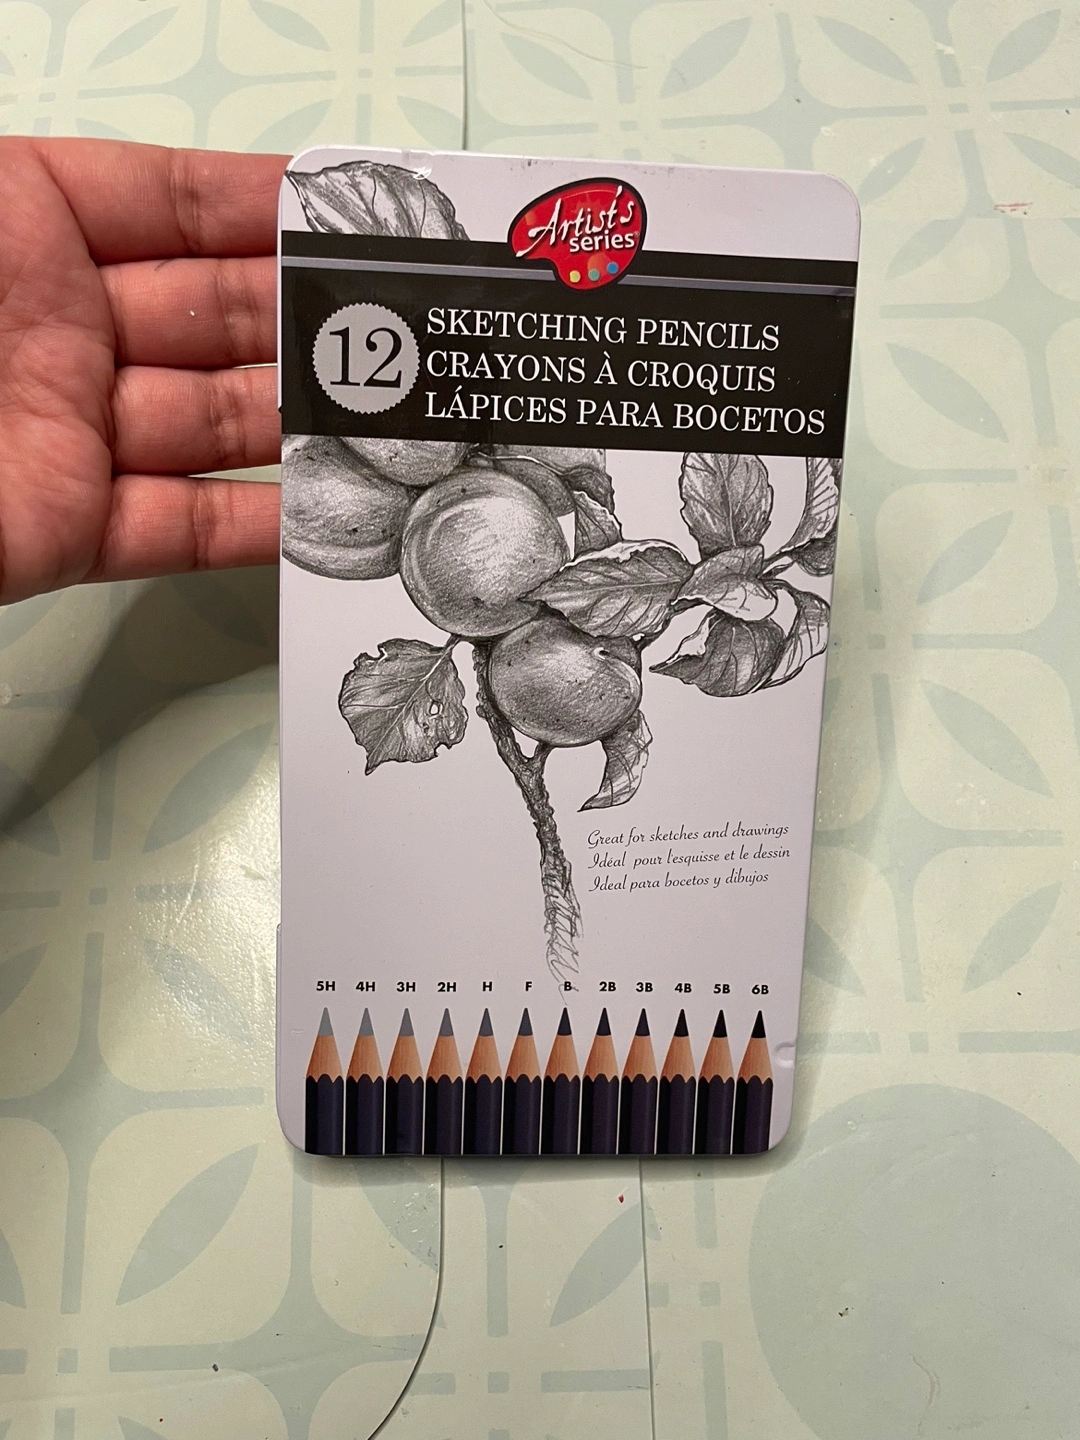 Artist's
series
12
SKETCHING PENCILS
CRAYONS À CROQUIS
LÁPICES PARA BOCETOS
Great for sketches and drawings
Idéal pour l'esquisse et le dessin
Ideal para bocetos y dibujos
5H 4H 3H 2H H F B 2B 3B 4B 5B 6B